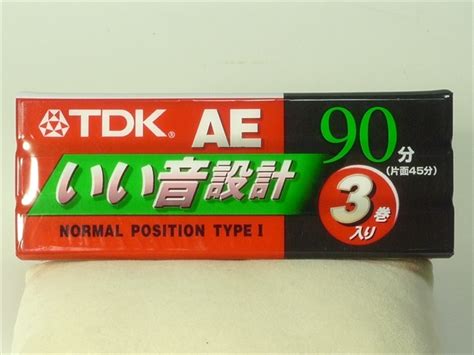 TDK® AE
90分
(片面45分)
いい音設計
3巻
入り
NORMAL POSITION TYPE I